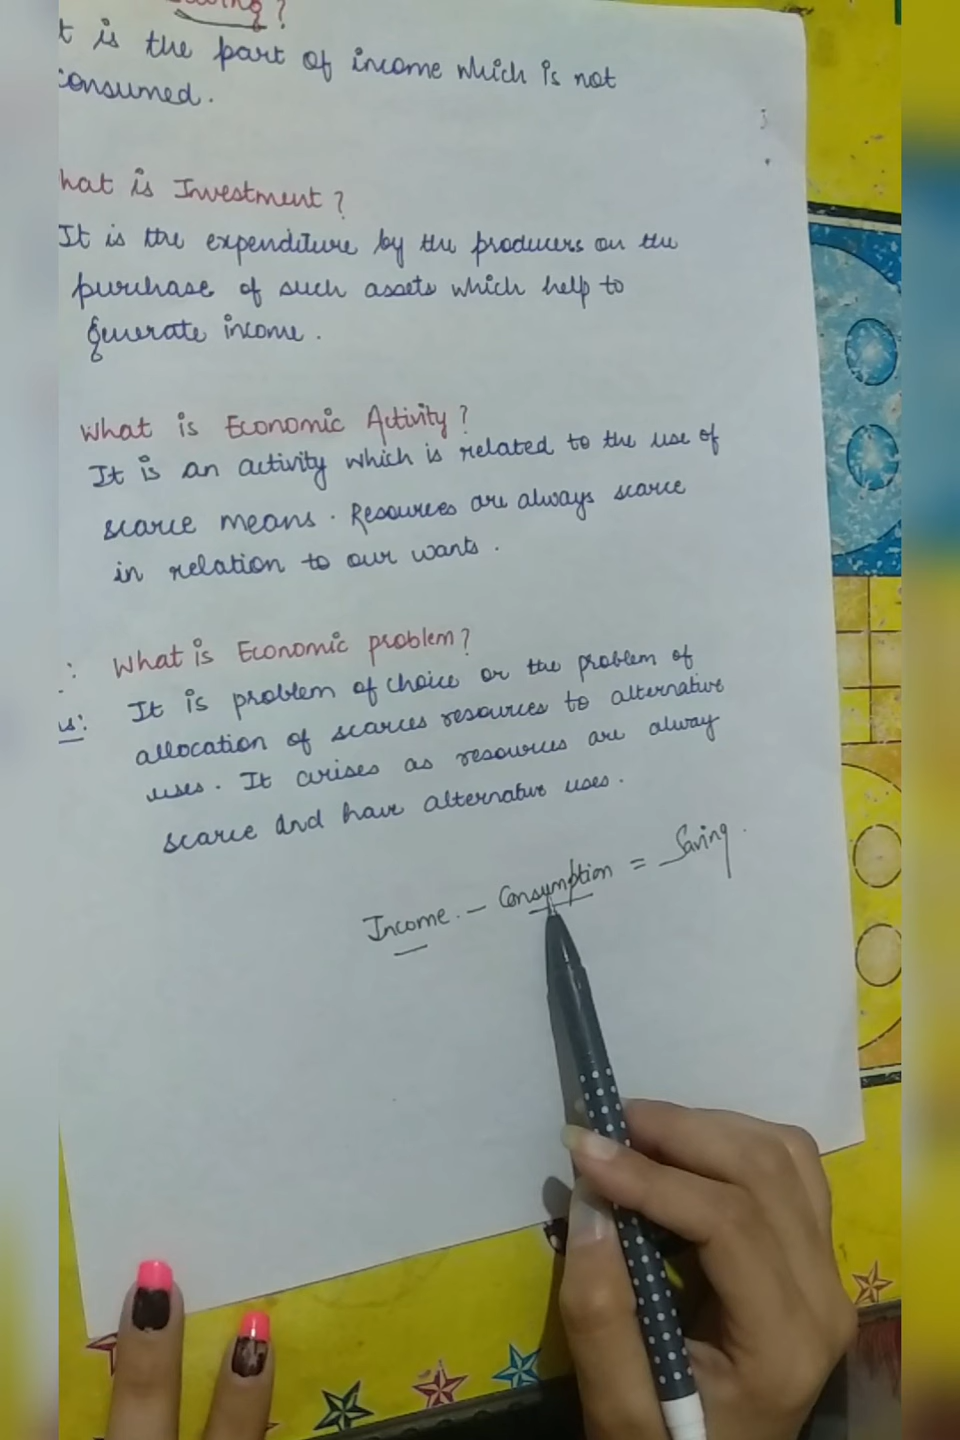 ?
t is the part of income which is not
consumed.
hat is Investment?
It is the expenditure by the producers on the
purchase of such assets which help to
generate income.
What is Economic Activity?
It is an activity which is related to the use of
scarce means. Resources are always scarce
in relation to our wants.
: What is Economic problem?
us: It is problem of choice or the problem of
allocation of scarces resources to alternative
uses. It arises as resources are alway
scarce and have alternative uses.
Income - Consumption = Saving.